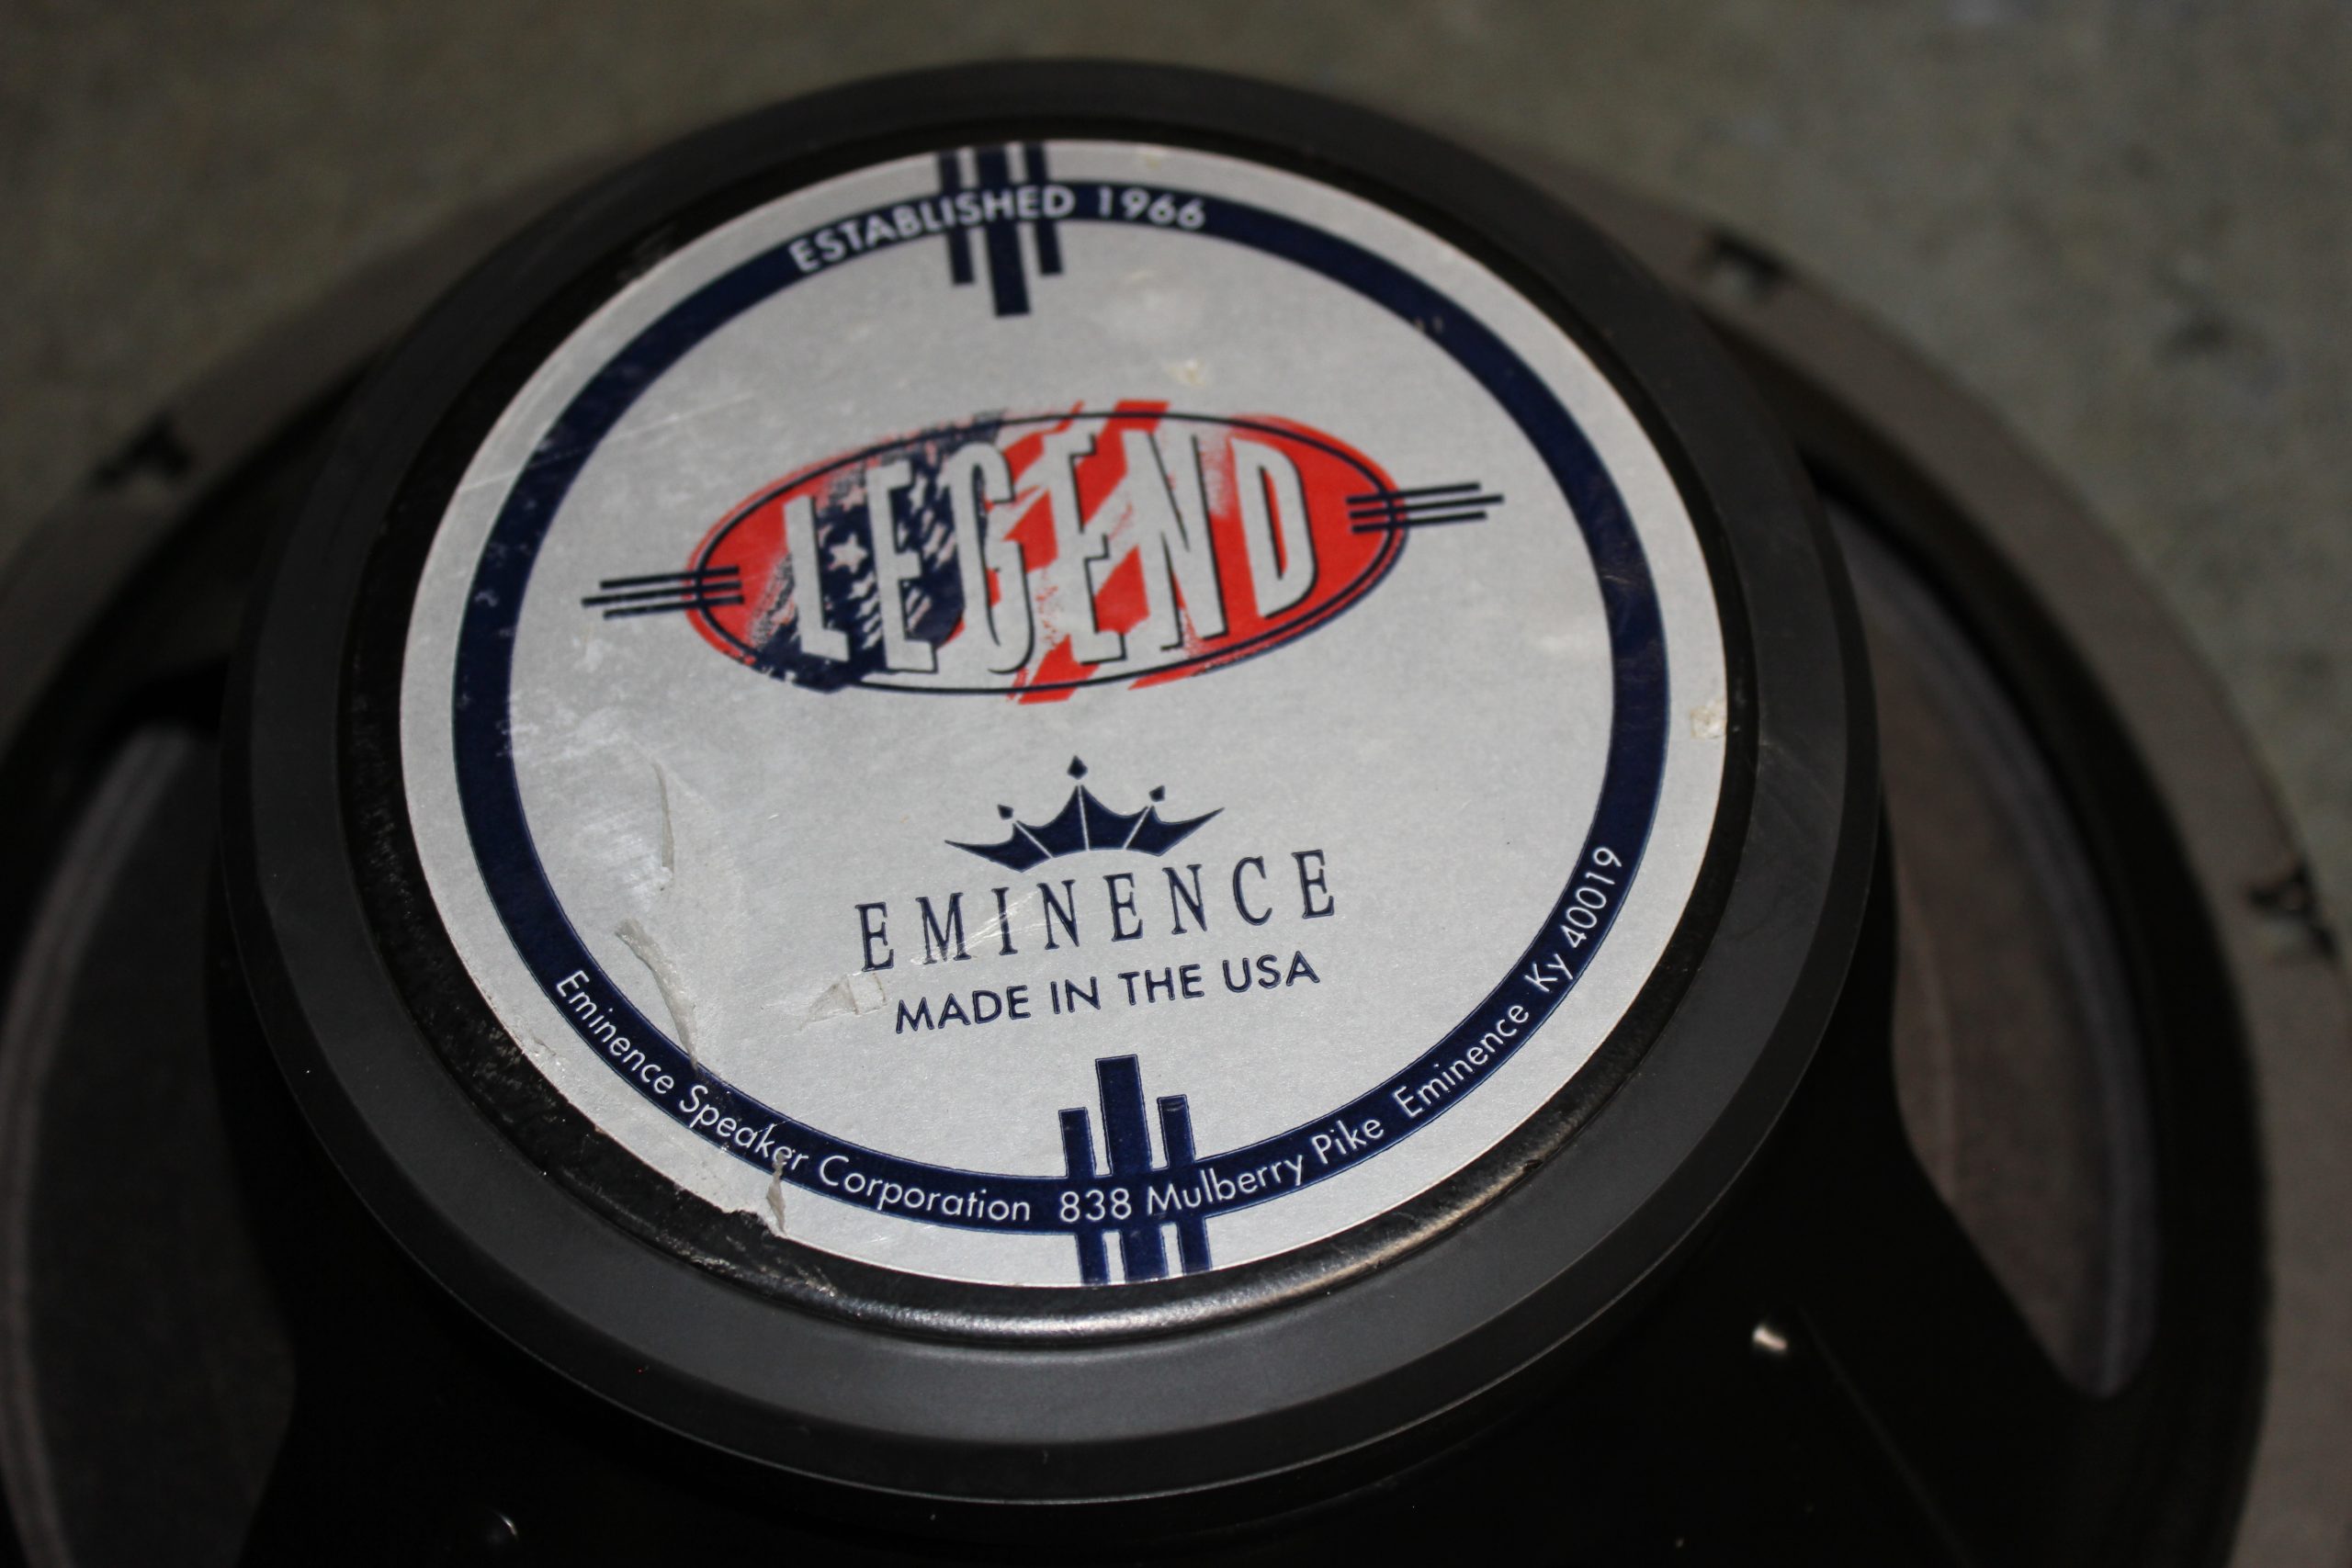 ESTABLISHED 1966
LEGEND
EMINENCE
MADE IN THE USA
Eminence Speaker Corporation 838 Mulberry Pike Eminence Ky 40019